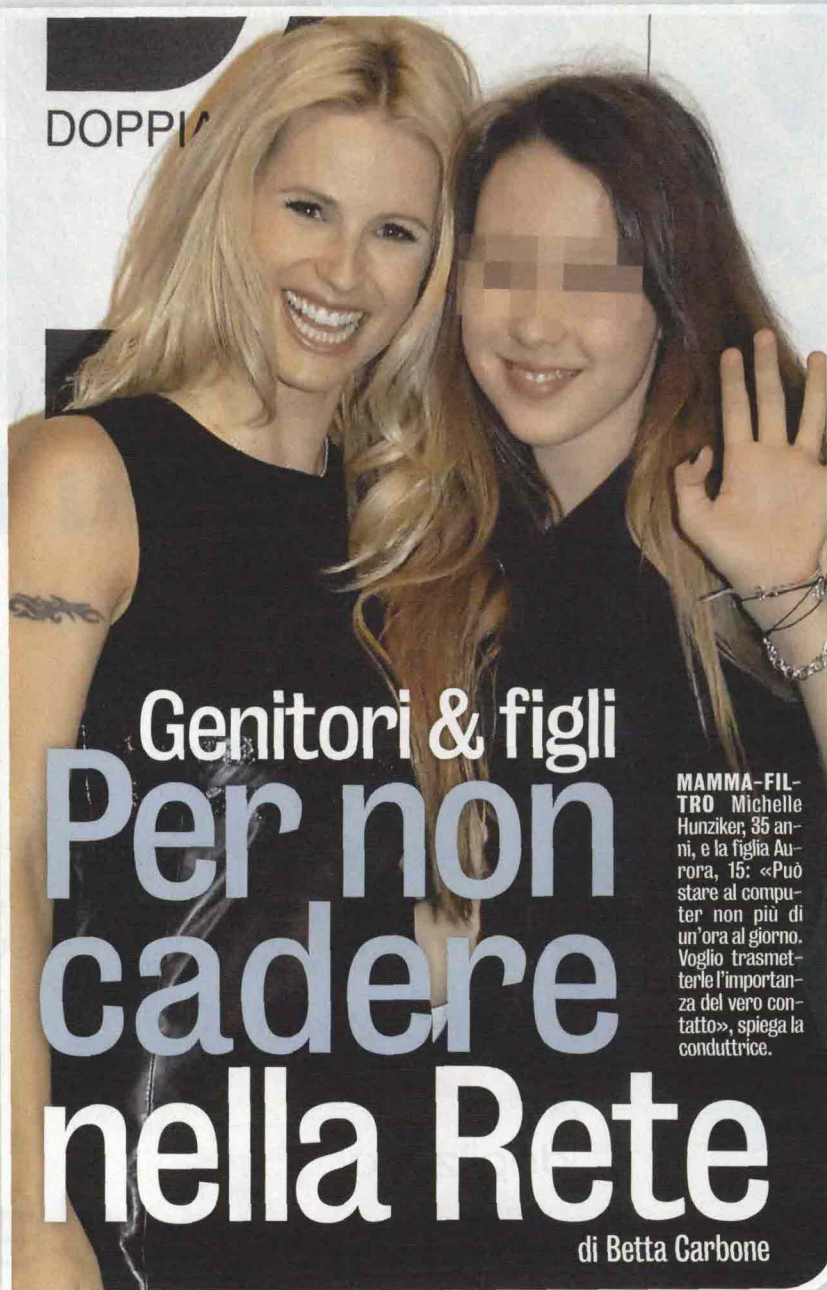 DOPPIA
Genitori & figli
Per non
cadere
nella Rete
di Betta Carbone
MAMMA-FIL-
TRO Michelle
Hunziker, 35 an-
ni, e la figlia Au-
rora, 15: «Può
stare al compu-
ter non più di
un'ora al giorno.
Voglio trasmet-
terle l'importan-
za del vero con-
tatto», spiega la
conduttrice.